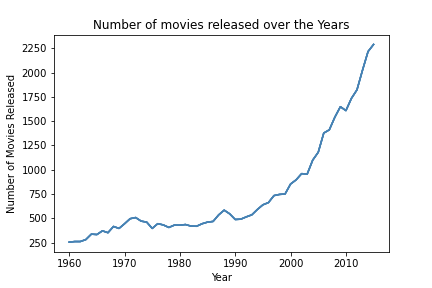 Number of movies released over the Years
Number of Movies Released
2250
2000
1750
1500
1250
1000
750
500
250
1960 1970 1980 1990 2000 2010
Year